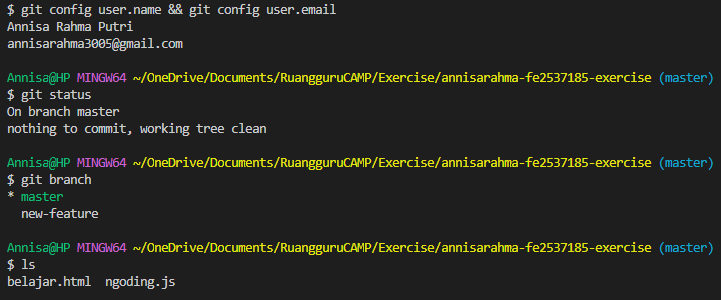 $ git config user.name && git config user.email
Annisa Rahma Putri
annisarahma3005@gmail.com
Annisa@HP MINGW64 ~/OneDrive/Documents/RuangguruCAMP/Exercise/annisarahma-fe2537185-exercise (master)
$ git status
On branch master
nothing to commit, working tree clean
Annisa@HP MINGW64 ~/OneDrive/Documents/RuangguruCAMP/Exercise/annisarahma-fe2537185-exercise (master)
$ git branch
* master
  new-feature
Annisa@HP MINGW64 ~/OneDrive/Documents/RuangguruCAMP/Exercise/annisarahma-fe2537185-exercise (master)
$ ls
belajar.html  ngoding.js